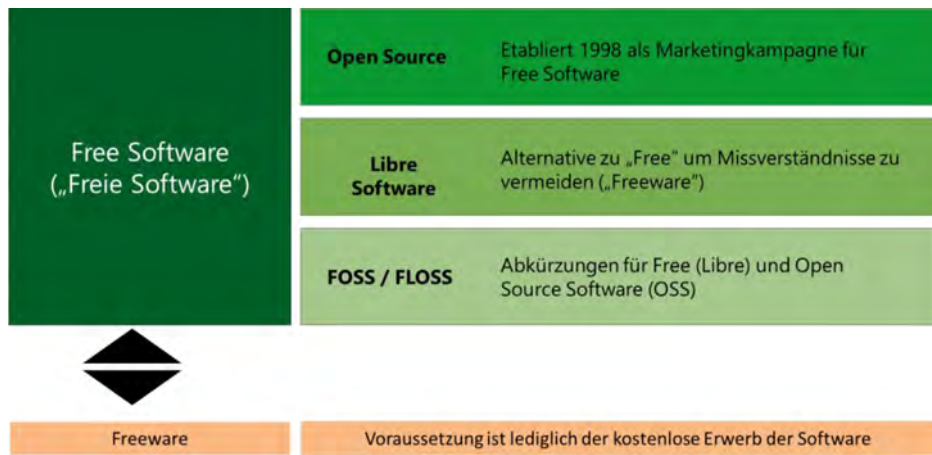 Free Software
(„Freie Software“)
Open Source
Etabliert 1998 als Marketingkampagne für
Free Software
Libre
Software
Alternative zu „Free“ um Missverständnisse zu
vermeiden („Freeware“)
FOSS / FLOSS
Abkürzungen für Free (Libre) und Open
Source Software (OSS)
Freeware
Voraussetzung ist lediglich der kostenlose Erwerb der Software